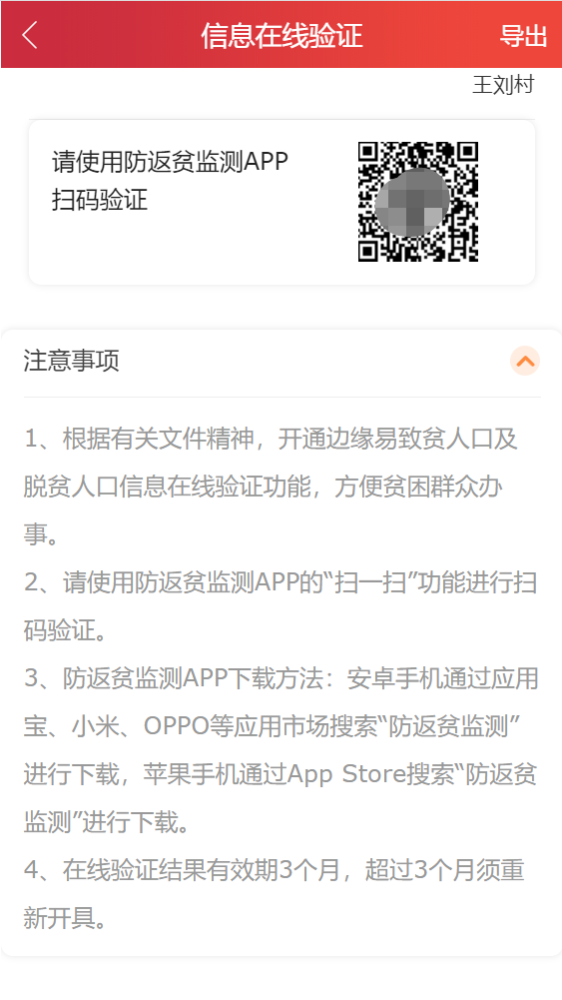 信息在线验证 导出
王刘村
请使用防返贫监测APP
扫码验证
注意事项
1、根据有关文件精神，开通边缘易致贫人口及
脱贫人口信息在线验证功能，方便贫困群众办
事。
2、请使用防返贫监测APP的“扫一扫”功能进行扫
码验证。
3、防返贫监测APP下载方法：安卓手机通过应用
宝、小米、OPPO等应用市场搜索“防返贫监测”
进行下载，苹果手机通过App Store搜索“防返贫
监测”进行下载。
4、在线验证结果有效期3个月，超过3个月须重
新开具。